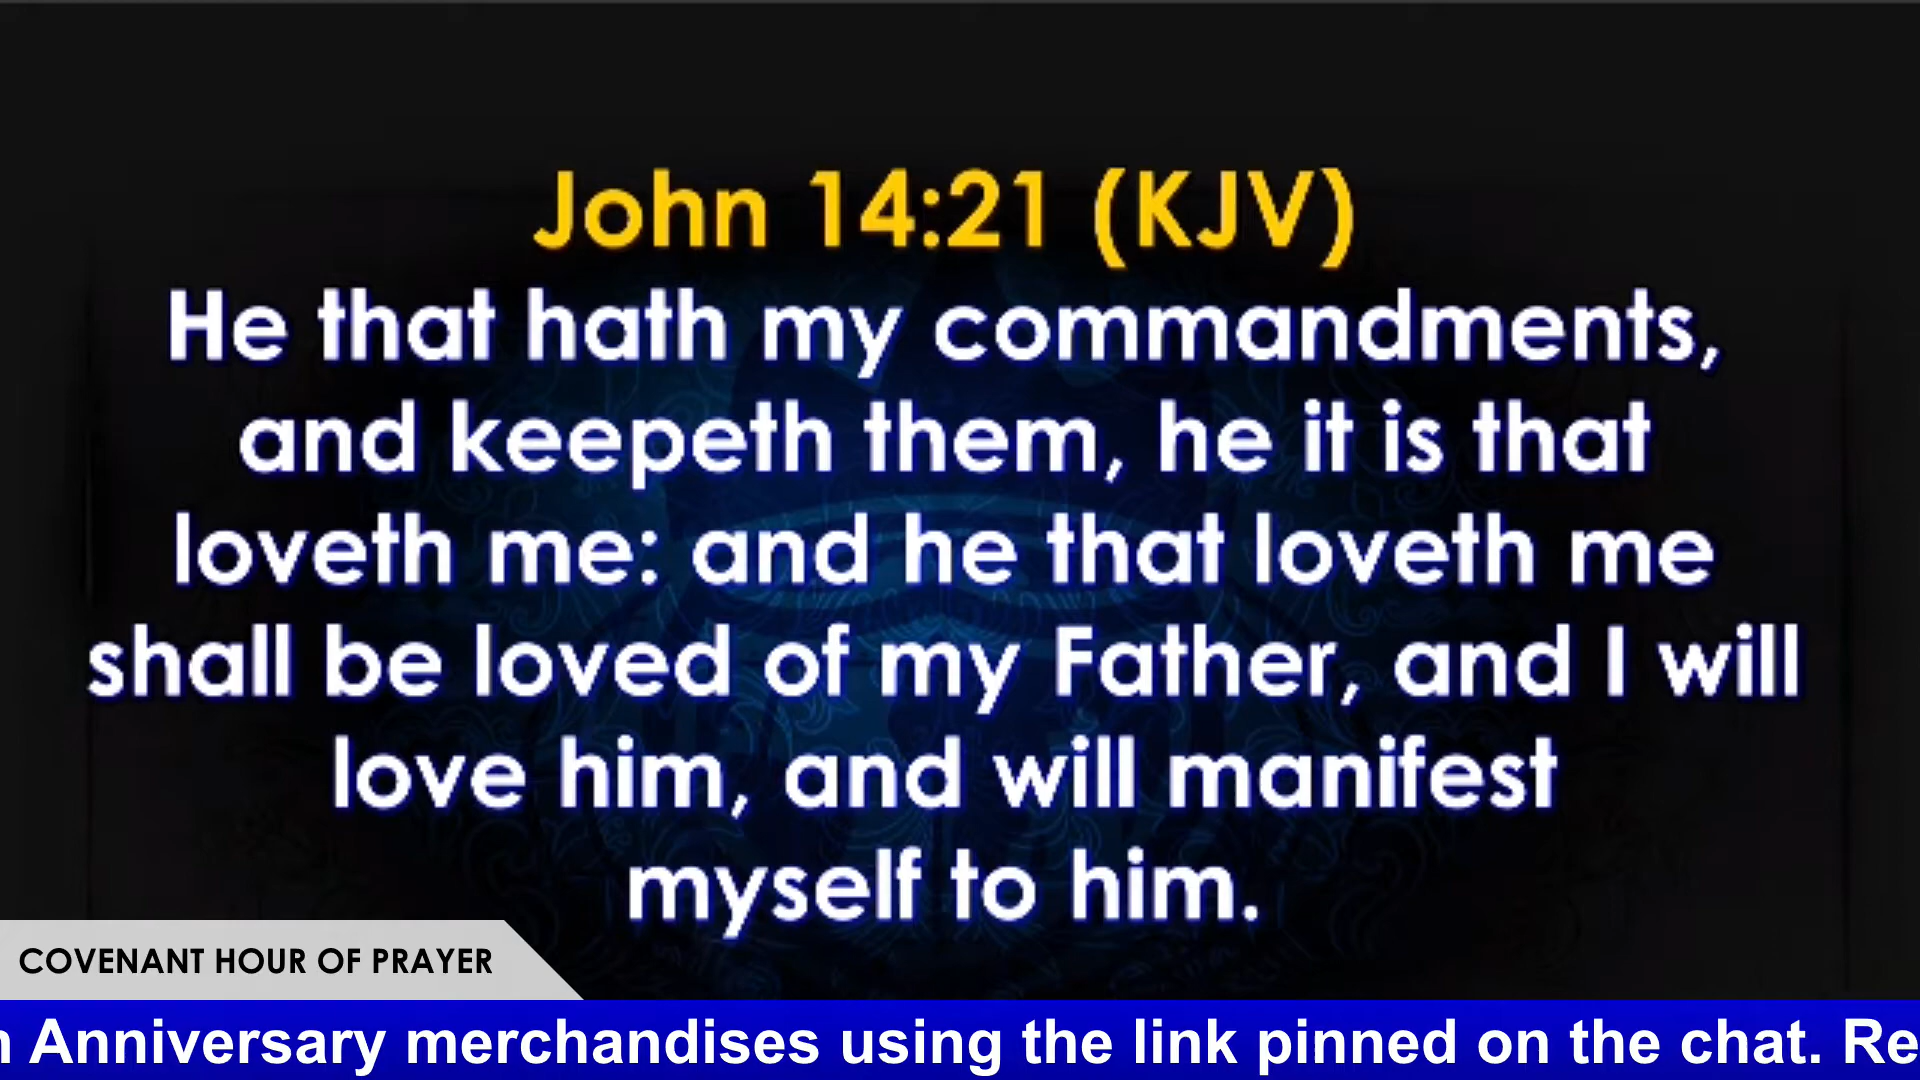 John 14:21 (KJV)
He that hath my commandments,
and keepeth them, he it is that
loveth me: and he that loveth me
shall be loved of my Father, and I will
love him, and will manifest
myself to him.
COVENANT HOUR OF PRAYER
Anniversary merchandises using the link pinned on the chat.